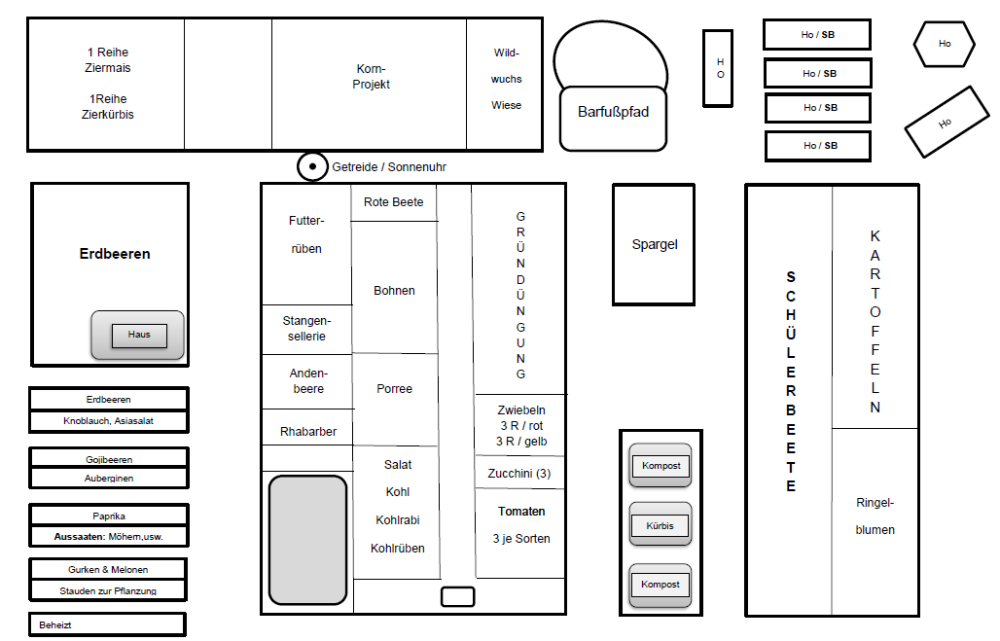 1 Reihe
Ziermais
1Reihe
Zierkürbis
Korn-
Projekt
Wild-
wuchs
Wiese
Barfußpfad
H
O
Ho / SB
Ho / SB
Ho / SB
Ho / SB
Ho
Ho
Getreide / Sonnenuhr
Erdbeeren
Haus
Erdbeeren
Knoblauch, Asiasalat
Gojibeeren
Auberginen
Paprika
Aussaaten: Möhern,usw.
Gurken & Melonen
Stauden zur Pflanzung
Beheizt
Futter-
rüben
Stangen-
sellerie
Anden-
beere
Rhabarber
Rote Beete
Bohnen
Porree
Salat
Kohl
Kohlrabi
Kohlrüben
G
R
Ü
N
D
Ü
N
G
U
N
G
Zwiebeln
3 R / rot
3 R / gelb
Zucchini (3)
Tomaten
3 je Sorten
Spargel
Kompost
Kürbis
Kompost
S
C
H
Ü
L
E
R
B
E
E
T
E
K
A
R
T
O
F
F
E
L
N
Ringel-
blumen